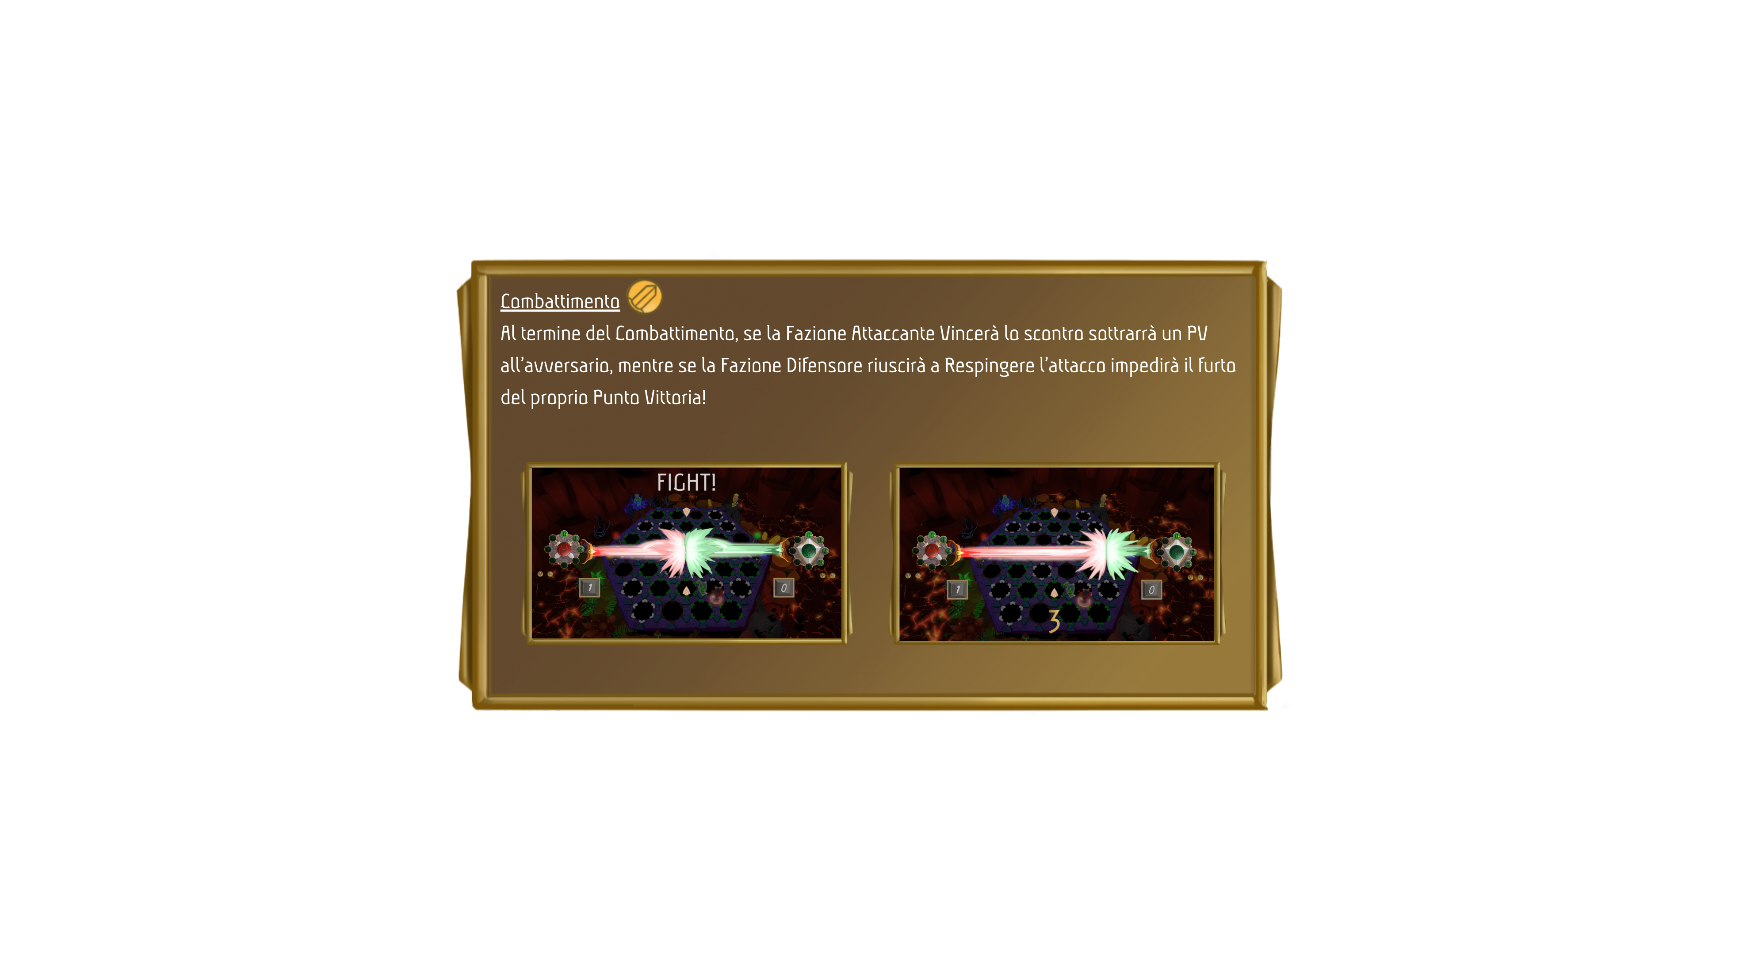 Combattimento
Al termine del Combattimento, se la Fazione Attaccante Vincerà lo scontro sottrarrà un PV
all'avversario, mentre se la Fazione Difensore riuscirà a Respingere l'attacco impedirà il furto
del proprio Punto Vittoria!
FIGHT!
1 0
1 0
3